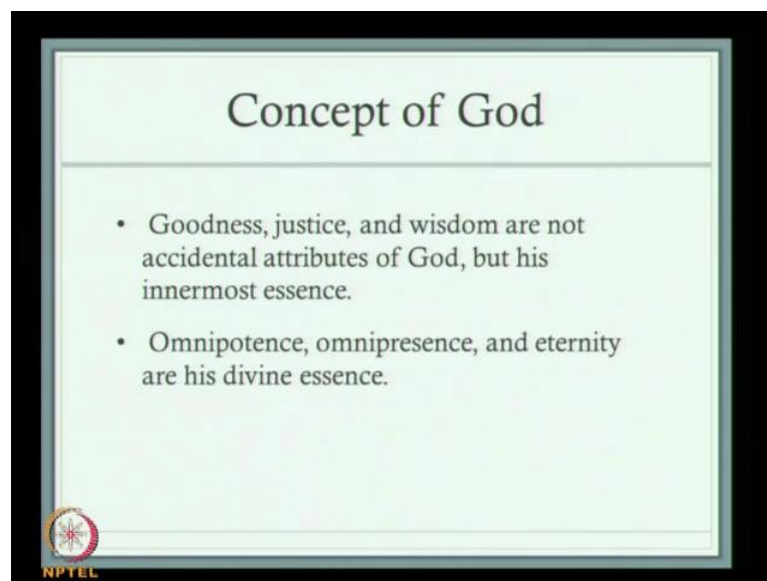 Concept of God
• Goodness, justice, and wisdom are not
accidental attributes of God, but his
innermost essence.
• Omnipotence, omnipresence, and eternity
are his divine essence.
NPTEL